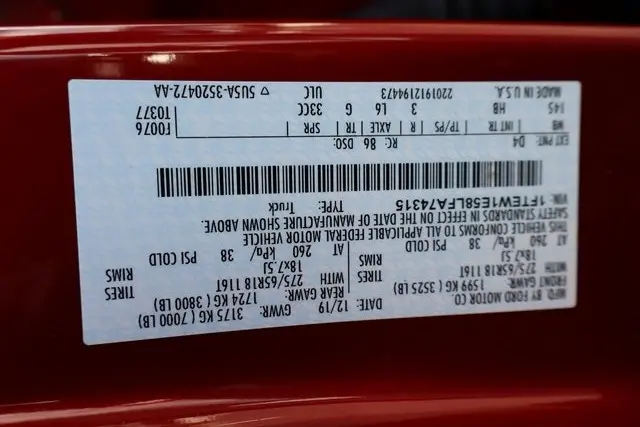 MFD. BY FORD MOTOR CO.
DATE: 12/19 GVWR: 3175 KG ( 7000 LB)
FRONT GAWR: 1599 KG ( 3525 LB) REAR GAWR: 1724 KG ( 3800 LB)
WITH 275/65R18 116T TIRES WITH 275/65R18 116T TIRES
18x7.5J RIMS 18x7.5J RIMS
AT 260 kPa/ 38 PSI COLD AT 260 kPa/ 38 PSI COLD
THIS VEHICLE CONFORMS TO ALL APPLICABLE FEDERAL MOTOR VEHICLE
SAFETY STANDARDS IN EFFECT ON THE DATE OF MANUFACTURE SHOWN ABOVE.
VIN: 1FTEW1E58LFA74315 TYPE: Truck
EXT PNT: D4 RC: 86 DSO: F0076
WB INT TR TP/PS R AXLE TR SPR T0377
145 HB 3 L6 G 33CC
MADE IN U.S.A. 2201912194473 ULC 5U5A-3520472-AA